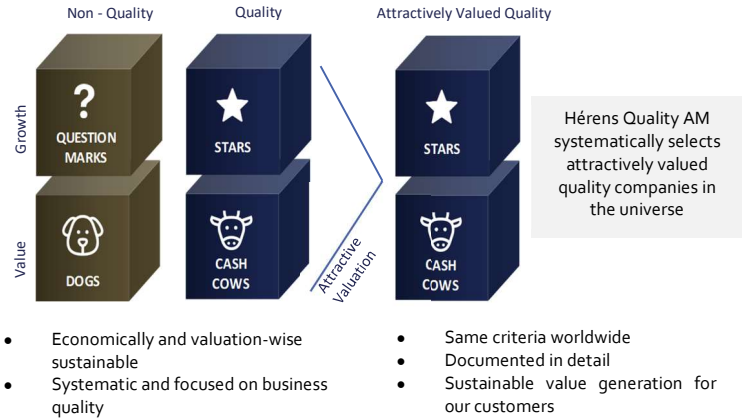 Non - Quality
Quality
Attractively Valued Quality
Growth
?
QUESTION
MARKS
STARS
STARS
Hérens Quality AM
systematically selects
attractively valued
quality companies in
the universe
Value
DOGS
CASH
COWS
Attractive
Valuation
CASH
COWS
• Economically and valuation-wise
sustainable
• Systematic and focused on business
quality
• Same criteria worldwide
• Documented in detail
• Sustainable value generation for
our customers